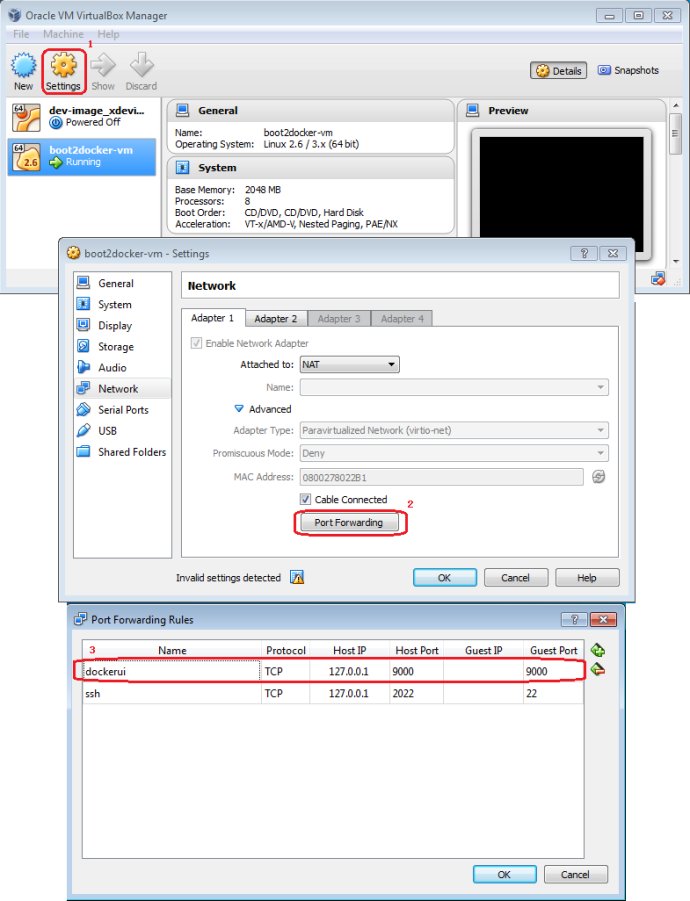 Oracle VM VirtualBox Manager
File Machine Help
1
New Settings Show Discard
Details Snapshots
64 dev-image_xdevi...
Powered Off
64 2.6 boot2docker-vm
Running
General
Name: boot2docker-vm
Operating System: Linux 2.6 / 3.x (64 bit)
System
Base Memory: 2048 MB
Processors: 8
Boot Order: CD/DVD, CD/DVD, Hard Disk
Acceleration: VT-x/AMD-V, Nested Paging, PAE/NX
Preview
boot2docker-vm - Settings
General
System
Display
Storage
Audio
Network
Serial Ports
USB
Shared Folders
Network
Adapter 1 Adapter 2 Adapter 3 Adapter 4
Enable Network Adapter
Attached to: NAT
Name:
Advanced
Adapter Type: Paravirtualized Network (virtio-net)
Promiscuous Mode: Deny
MAC Address: 0800278022B1
Cable Connected
2
Port Forwarding
Invalid settings detected
OK Cancel Help
Port Forwarding Rules
3 Name Protocol Host IP Host Port Guest IP Guest Port
dockerui TCP 127.0.0.1 9000 9000
ssh TCP 127.0.0.1 2022 22
OK Cancel